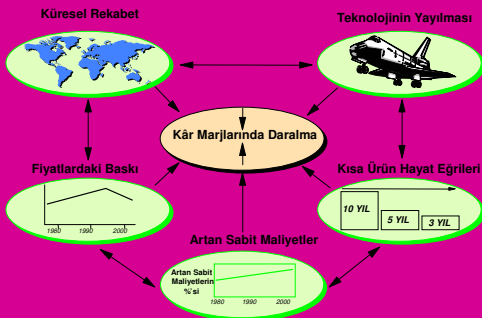 Küresel Rekabet
Teknolojinin Yayılması
Kâr Marjlarında Daralma
Fiyatlardaki Baskı
1980 1990 2000
Kısa Ürün Hayat Eğrileri
10 YIL
5 YIL
3 YIL
Artan Sabit Maliyetler
Artan Sabit
Maliyetlerin
%'si
1980 1990 2000